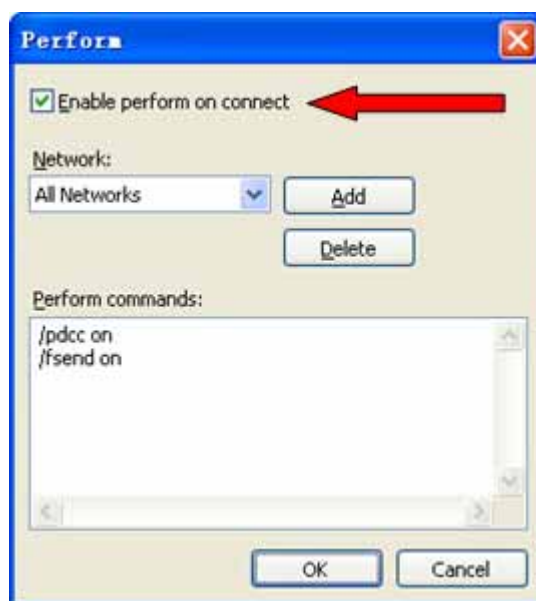 Perform
Enable perform on connect
Network:
All Networks
Add
Delete
Perform commands:
/pdcc on
/fsend on
OK
Cancel